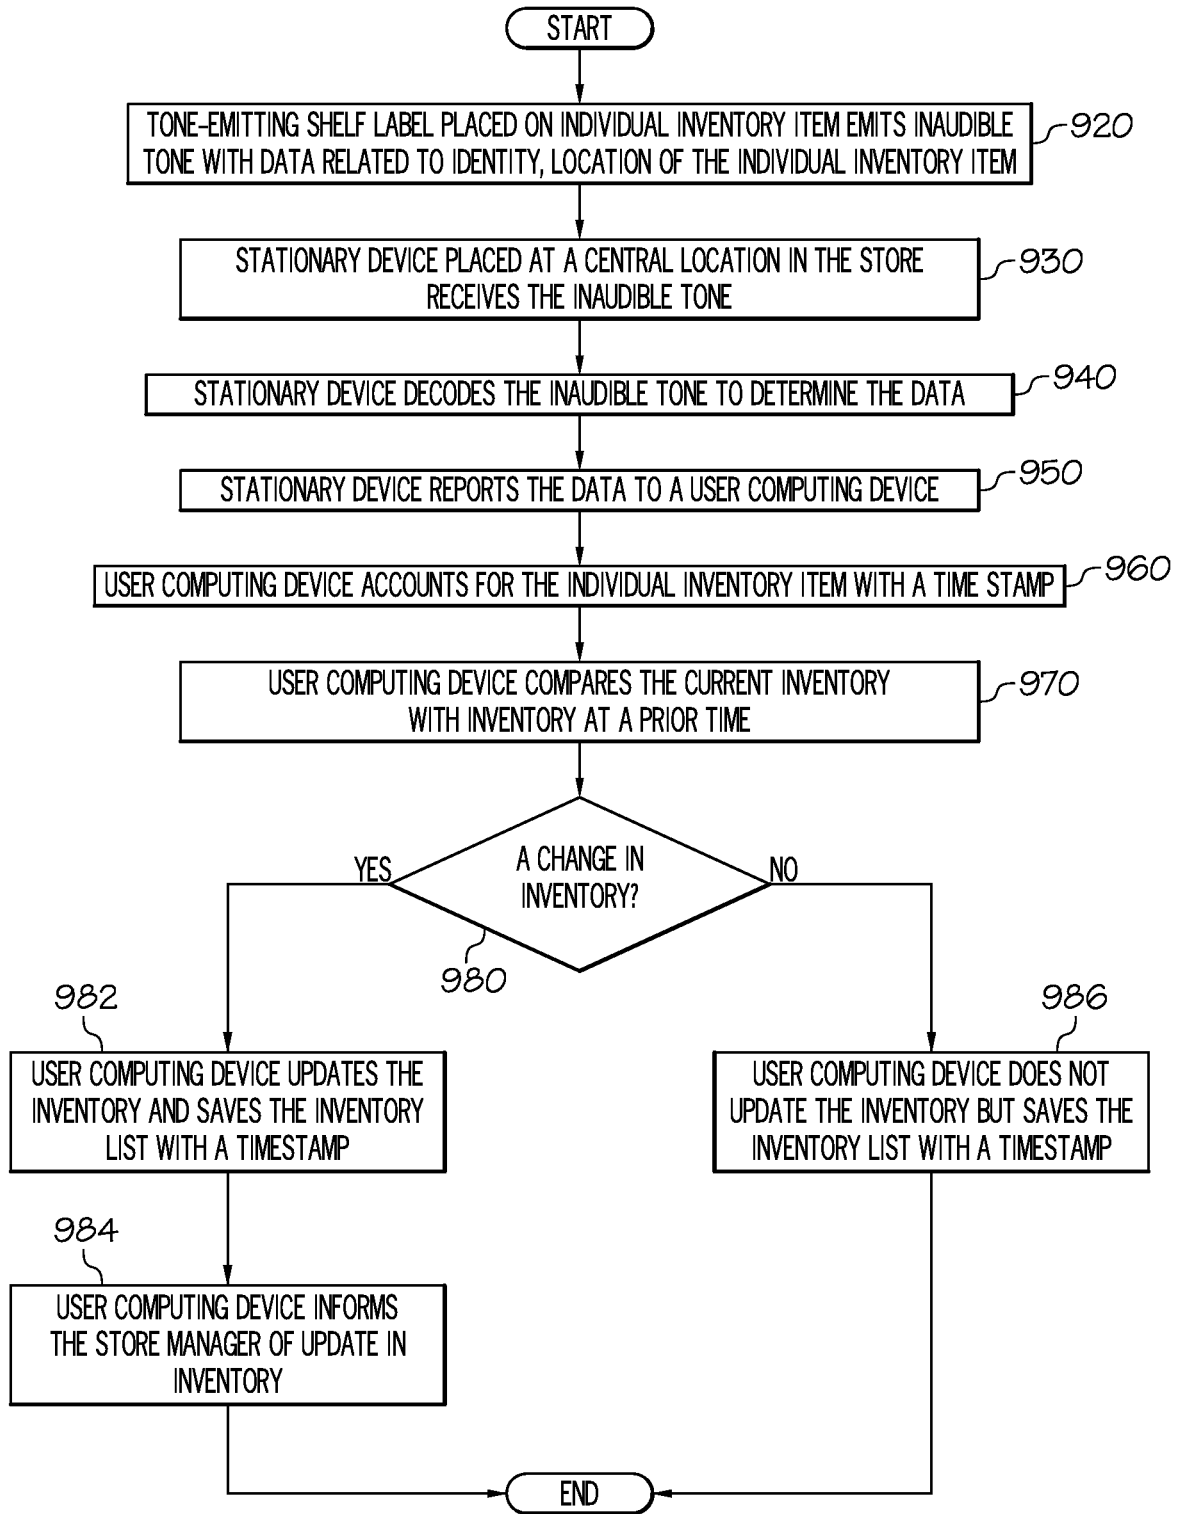 START
TONE-EMITTING SHELF LABEL PLACED ON INDIVIDUAL INVENTORY ITEM EMITS INAUDIBLE
TONE WITH DATA RELATED TO IDENTITY, LOCATION OF THE INDIVIDUAL INVENTORY ITEM
920
STATIONARY DEVICE PLACED AT A CENTRAL LOCATION IN THE STORE
RECEIVES THE INAUDIBLE TONE
930
STATIONARY DEVICE DECODES THE INAUDIBLE TONE TO DETERMINE THE DATA
940
STATIONARY DEVICE REPORTS THE DATA TO A USER COMPUTING DEVICE
950
USER COMPUTING DEVICE ACCOUNTS FOR THE INDIVIDUAL INVENTORY ITEM WITH A TIME STAMP
960
USER COMPUTING DEVICE COMPARES THE CURRENT INVENTORY
WITH INVENTORY AT A PRIOR TIME
970
A CHANGE IN
INVENTORY?
YES
NO
980
982
USER COMPUTING DEVICE UPDATES THE
INVENTORY AND SAVES THE INVENTORY
LIST WITH A TIMESTAMP
986
USER COMPUTING DEVICE DOES NOT
UPDATE THE INVENTORY BUT SAVES THE
INVENTORY LIST WITH A TIMESTAMP
984
USER COMPUTING DEVICE INFORMS
THE STORE MANAGER OF UPDATE IN
INVENTORY
END